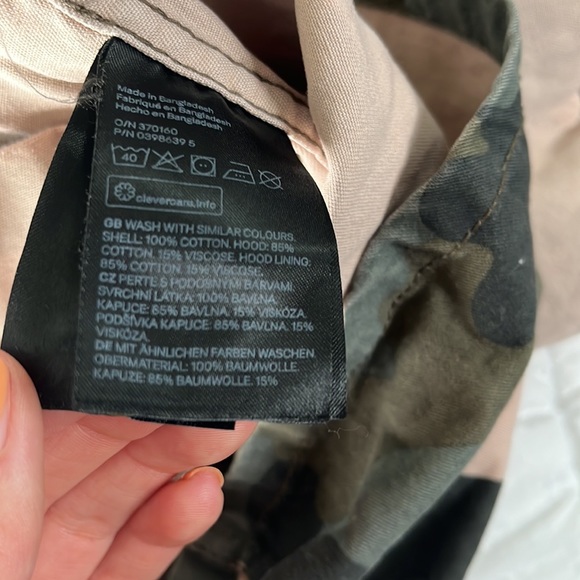 Made in Bangladesh
Fabriqué en Bangladesh
Hecho en Bangladesh
O/N 370160
P/N 0398639 5
40
clevercare.info
GB WASH WITH SIMILAR COLOURS.
SHELL: 100% COTTON. HOOD: 85%
COTTON. 15% VISCOSE. HOOD LINING:
85% COTTON. 15% VISCOSE.
CZ PERTE S PODOBNÝMI BARVAMI.
SVRCHNÍ LÁTKA: 100% BAVLNA.
KAPUCE: 85% BAVLNA. 15% VISKÓZA.
PODŠÍVKA KAPUCE: 85% BAVLNA. 15%
VISKÓZA.
DE MIT ÄHNLICHEN FARBEN WASCHEN.
OBERMATERIAL: 100% BAUMWOLLE.
KAPUZE: 85% BAUMWOLLE. 15%